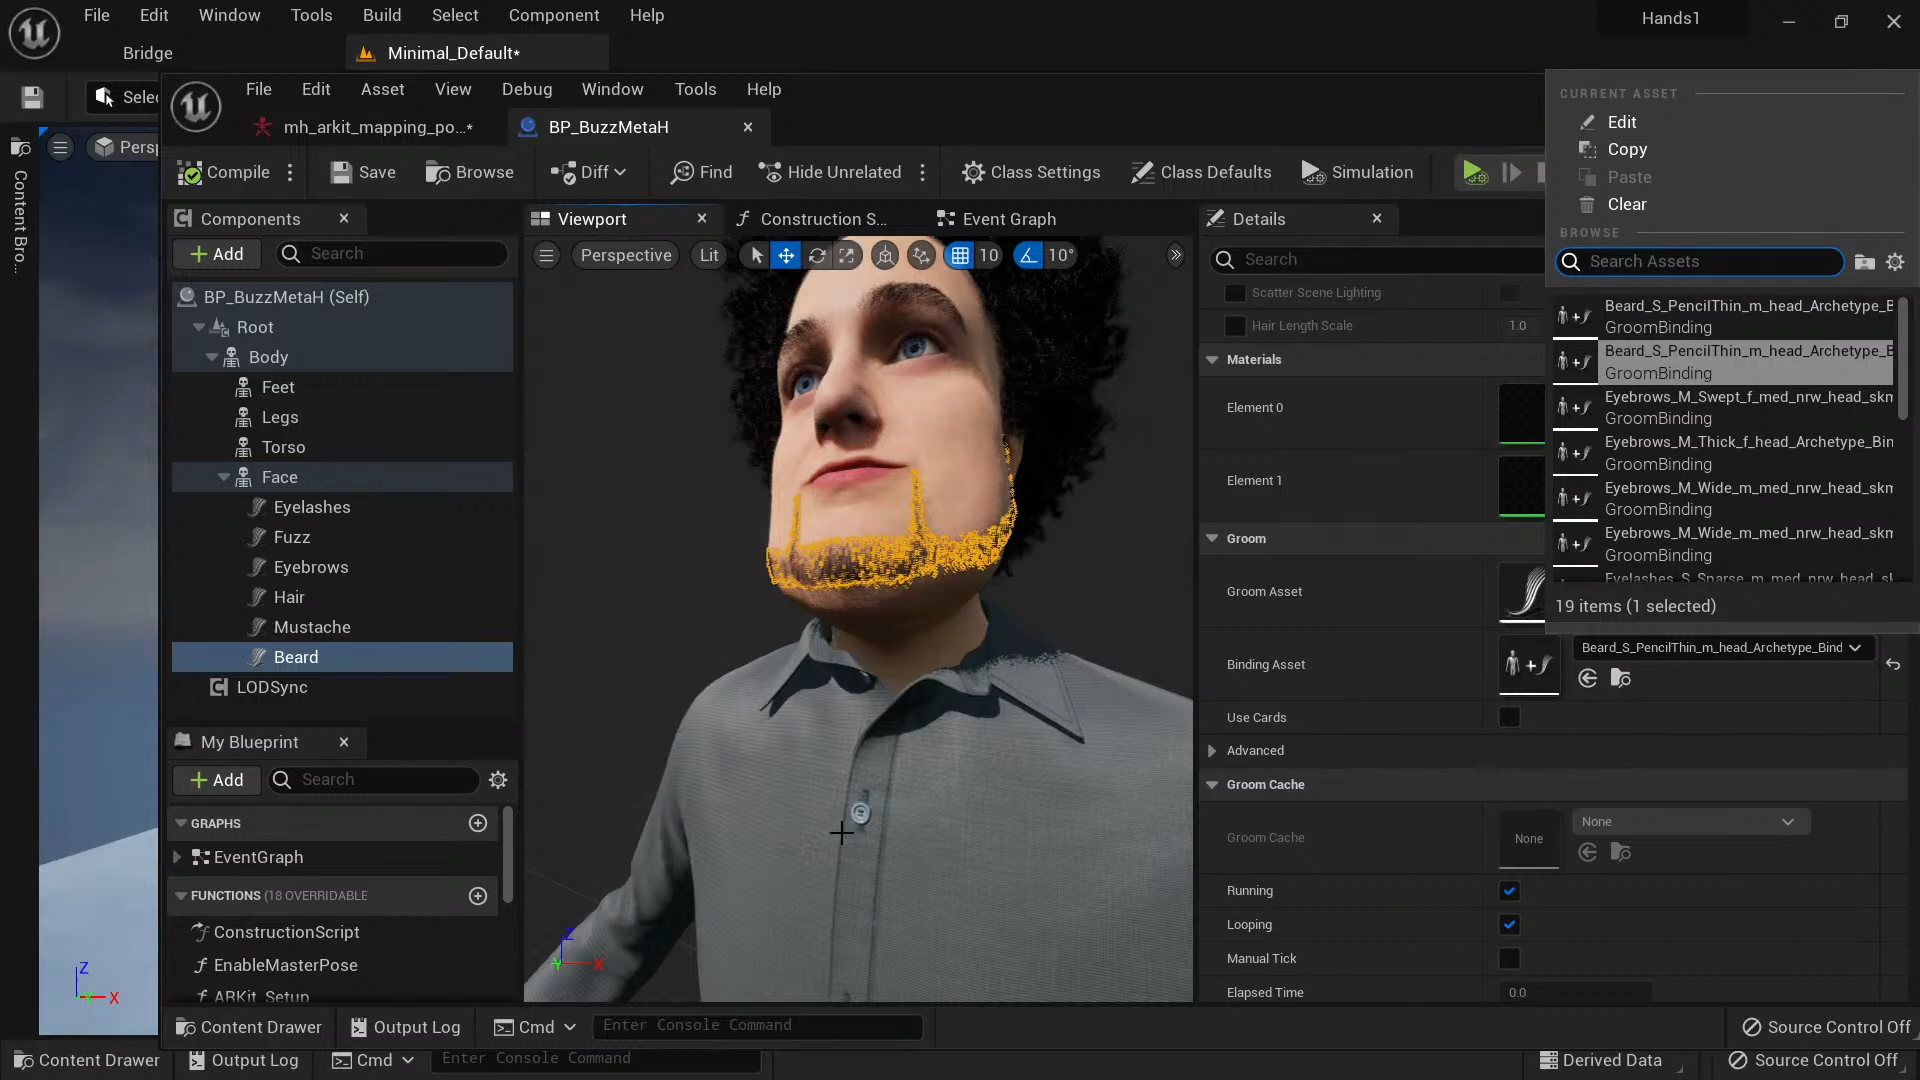 File Edit Window Tools Build Select Component Help
Hands1
Bridge
Minimal_Default*
File Edit Asset View Debug Window Tools Help
mh_arkit_mapping_po...*
BP_BuzzMetaH
Compile
Save
Browse
Diff
Find
Hide Unrelated
Class Settings
Class Defaults
Simulation
Content Bro...
Components
Add
Search
BP_BuzzMetaH (Self)
Root
Body
Feet
Legs
Torso
Face
Eyelashes
Fuzz
Eyebrows
Hair
Mustache
Beard
LODSync
My Blueprint
Add
Search
GRAPHS
EventGraph
FUNCTIONS (18 OVERRIDABLE
ConstructionScript
EnableMasterPose
ARKit_Setup
Viewport
Construction S...
Event Graph
Perspective
Lit
10
10°
Z
X
Y
Z
X
Details
Search
Scatter Scene Lighting
Hair Length Scale
1.0
Materials
Element 0
Element 1
Groom
Groom Asset
Binding Asset
Beard_S_PencilThin_m_head_Archetype_Bind
Use Cards
Advanced
Groom Cache
Groom Cache
None
None
Running
Looping
Manual Tick
Elapsed Time
0.0
CURRENT ASSET
Edit
Copy
Paste
Clear
BROWSE
Search Assets
Beard_S_PencilThin_m_head_Archetype_B
GroomBinding
Beard_S_PencilThin_m_head_Archetype_B
GroomBinding
Eyebrows_M_Swept_f_med_nrw_head_skm
GroomBinding
Eyebrows_M_Thick_f_head_Archetype_Bin
GroomBinding
Eyebrows_M_Wide_m_med_nrw_head_skm
GroomBinding
Eyebrows_M_Wide_m_med_nrw_head_skm
GroomBinding
19 items (1 selected)
Content Drawer
Output Log
Cmd
Enter Console Command
Source Control Off
Content Drawer
Output Log
Cmd
Enter Console Command
Derived Data
Source Control Off